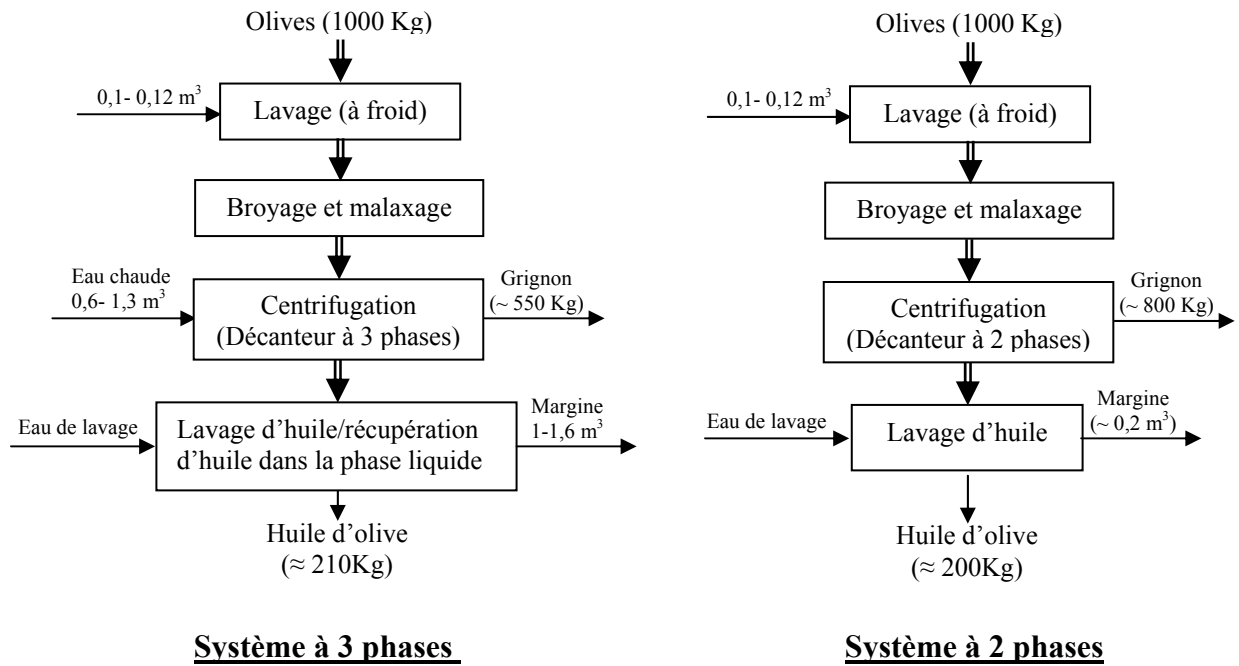 Olives (1000 Kg)
0,1- 0,12 m³
Lavage (à froid)
Broyage et malaxage
Eau chaude
0,6- 1,3 m³
Centrifugation
(Décanteur à 3 phases)
Grignon
(~ 550 Kg)
Eau de lavage
Lavage d’huile/récupération
d’huile dans la phase liquide
Margine
1-1,6 m³
Huile d’olive
(≈ 210Kg)
Système à 3 phases
Olives (1000 Kg)
0,1- 0,12 m³
Lavage (à froid)
Broyage et malaxage
Centrifugation
(Décanteur à 2 phases)
Grignon
(~ 800 Kg)
Eau de lavage
Lavage d’huile
Margine
(~ 0,2 m³)
Huile d’olive
(≈ 200Kg)
Système à 2 phases